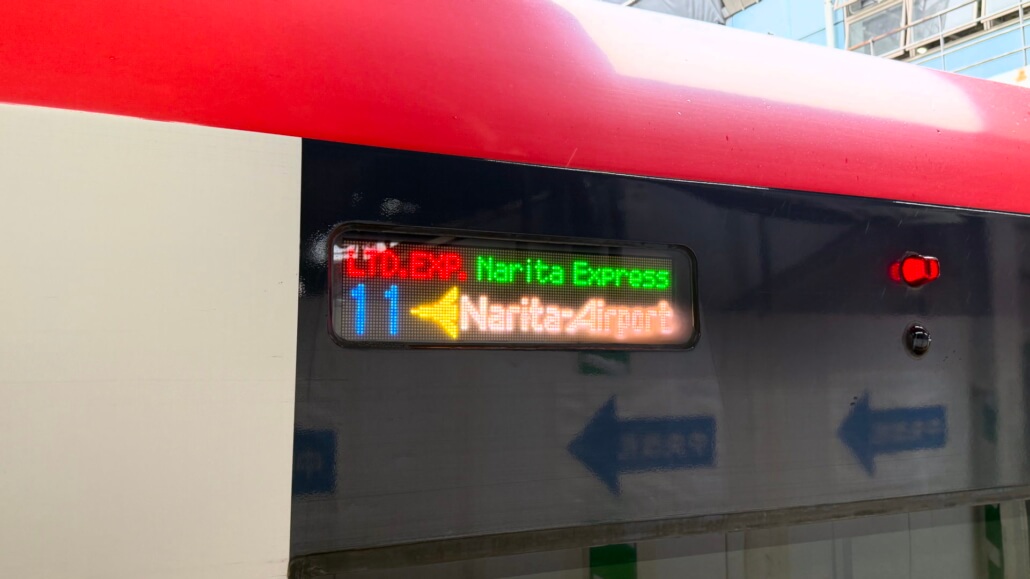 LTD.EXP. Narita Express
11 Narita-Airport